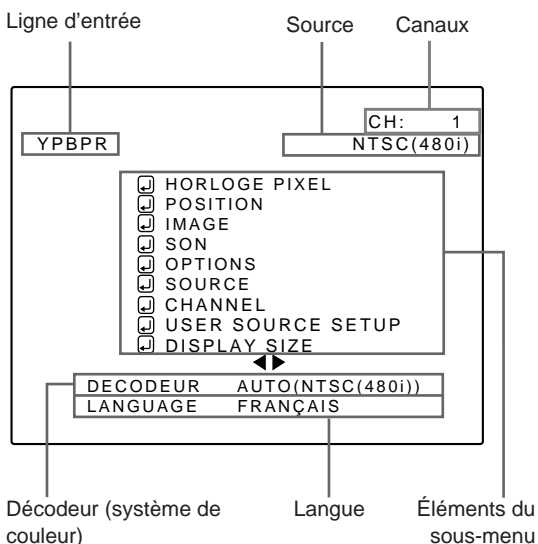 Ligne d'entrée
Source
Canaux
CH: 1
YPBPR
NTSC(480i)
HORLOGE PIXEL
POSITION
IMAGE
SON
OPTIONS
SOURCE
CHANNEL
USER SOURCE SETUP
DISPLAY SIZE
DECODEUR AUTO(NTSC(480i))
LANGUAGE FRANÇAIS
Décodeur (système de
couleur)
Langue
Éléments du
sous-menu